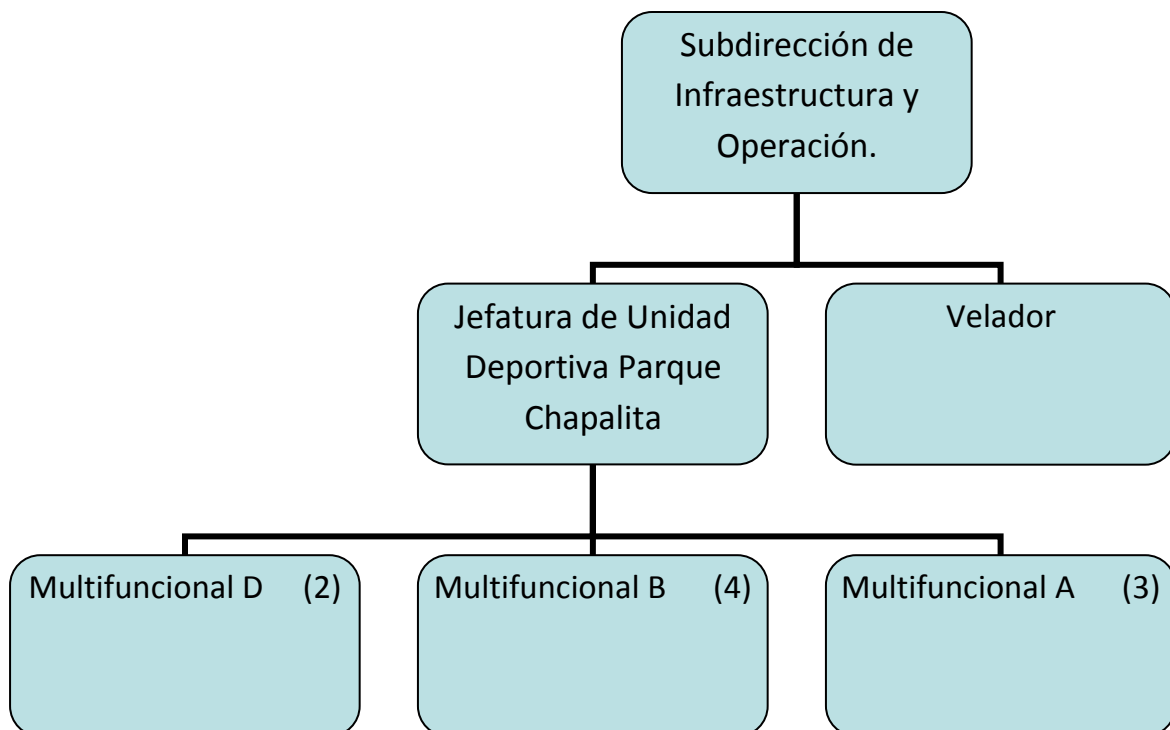 Subdirección de
Infraestructura y
Operación.
Jefatura de Unidad
Deportiva Parque
Chapalita
Velador
Multifuncional D (2)
Multifuncional B (4)
Multifuncional A (3)